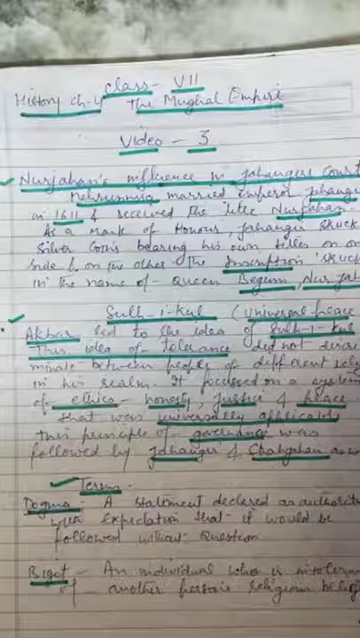 Class - VII
History ch-4 The Mughal Empire
Video - 3
Nurjahan's influence in Jahangir's Court
Mehrunnisa married Emperor Jahangir
in 1611 & received the title Nurjahan.
As a mark of Honour, Jahangir struck
Silver Coins bearing his own titles on one
side & on the other the Inscription 'struck
in the name of Queen Begum, Nur Jah
Sulh-i-kul (Universal peace
Akbar led to the idea of Sulh-i-kul
This idea of tolerance did not discri
minate between people of different reli
in his realm. It focussed on a system
of ethics - honesty, justice & peace
that was universally applicable
this principle of governance was
followed by Jahangir & Shahjahan as w
Terms -
Dogma - A statement declared as authorit
with expectation that it would be
followed without question
Bigot - An individual who is intoleran
of another person's religious belief